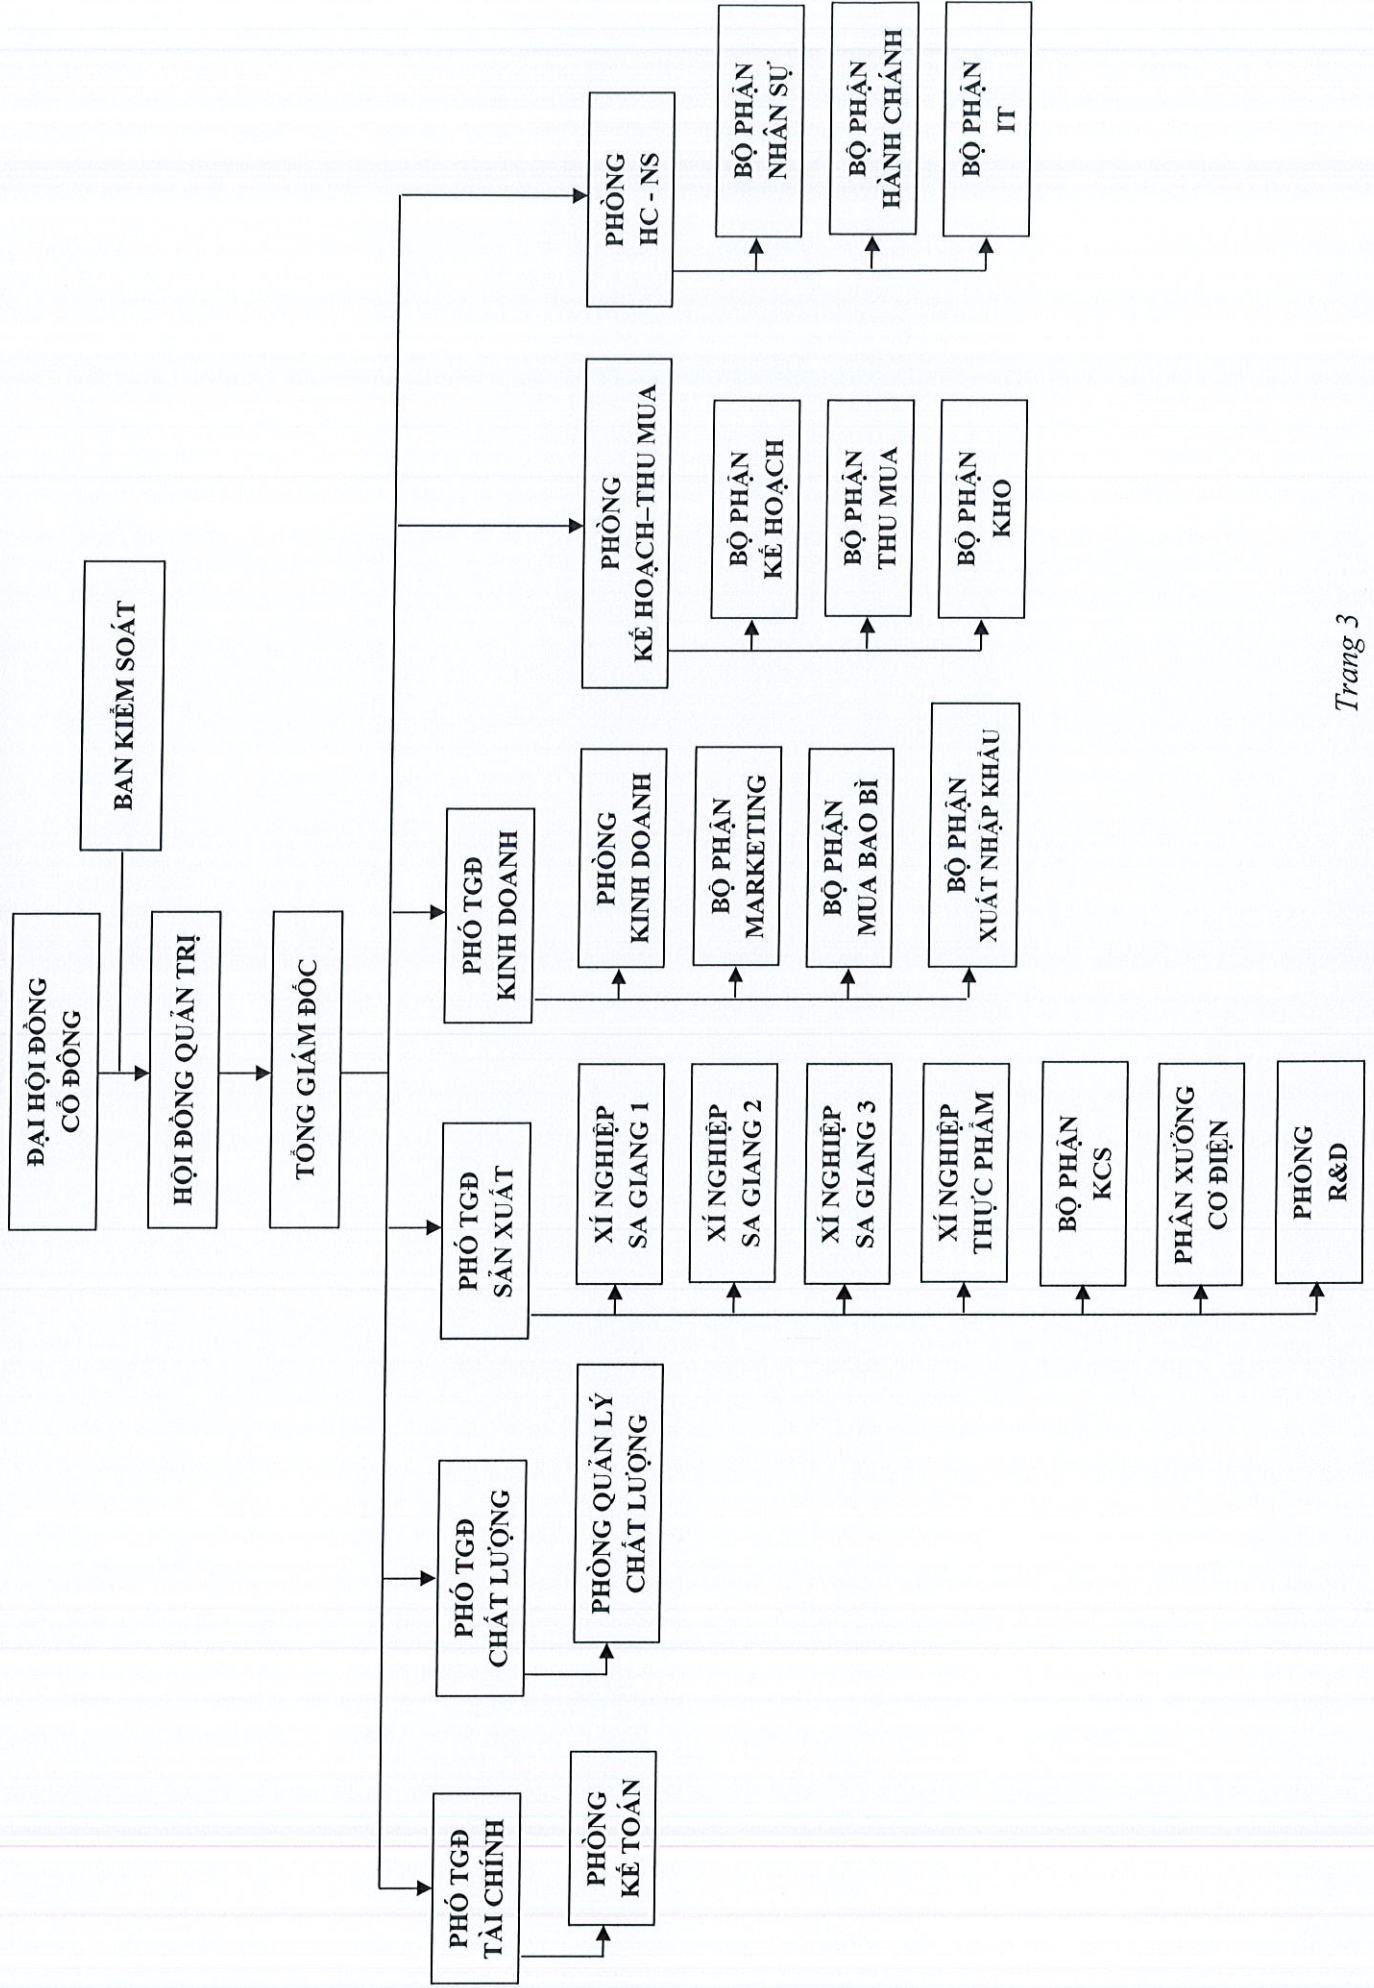 ĐẠI HỘI ĐỒNG
CỔ ĐÔNG
BAN KIỂM SOÁT
HỘI ĐỒNG QUẢN TRỊ
TỔNG GIÁM ĐỐC
PHÓ TGĐ
TÀI CHÍNH
PHÓ TGĐ
CHẤT LƯỢNG
PHÓ TGĐ
SẢN XUẤT
PHÓ TGĐ
KINH DOANH
PHÒNG
KẾ HOẠCH–THU MUA
PHÒNG
HC - NS
PHÒNG
KẾ TOÁN
PHÒNG QUẢN LÝ
CHẤT LƯỢNG
XÍ NGHIỆP
SA GIANG 1
XÍ NGHIỆP
SA GIANG 2
XÍ NGHIỆP
SA GIANG 3
XÍ NGHIỆP
THỰC PHẨM
BỘ PHẬN
KCS
PHÂN XƯỞNG
CƠ ĐIỆN
PHÒNG
R&D
PHÒNG
KINH DOANH
BỘ PHẬN
MARKETING
BỘ PHẬN
MUA BAO BÌ
BỘ PHẬN
XUẤT NHẬP KHẨU
BỘ PHẬN
KẾ HOẠCH
BỘ PHẬN
THU MUA
BỘ PHẬN
KHO
BỘ PHẬN
NHÂN SỰ
BỘ PHẬN
HÀNH CHÁNH
BỘ PHẬN
IT
Trang 3